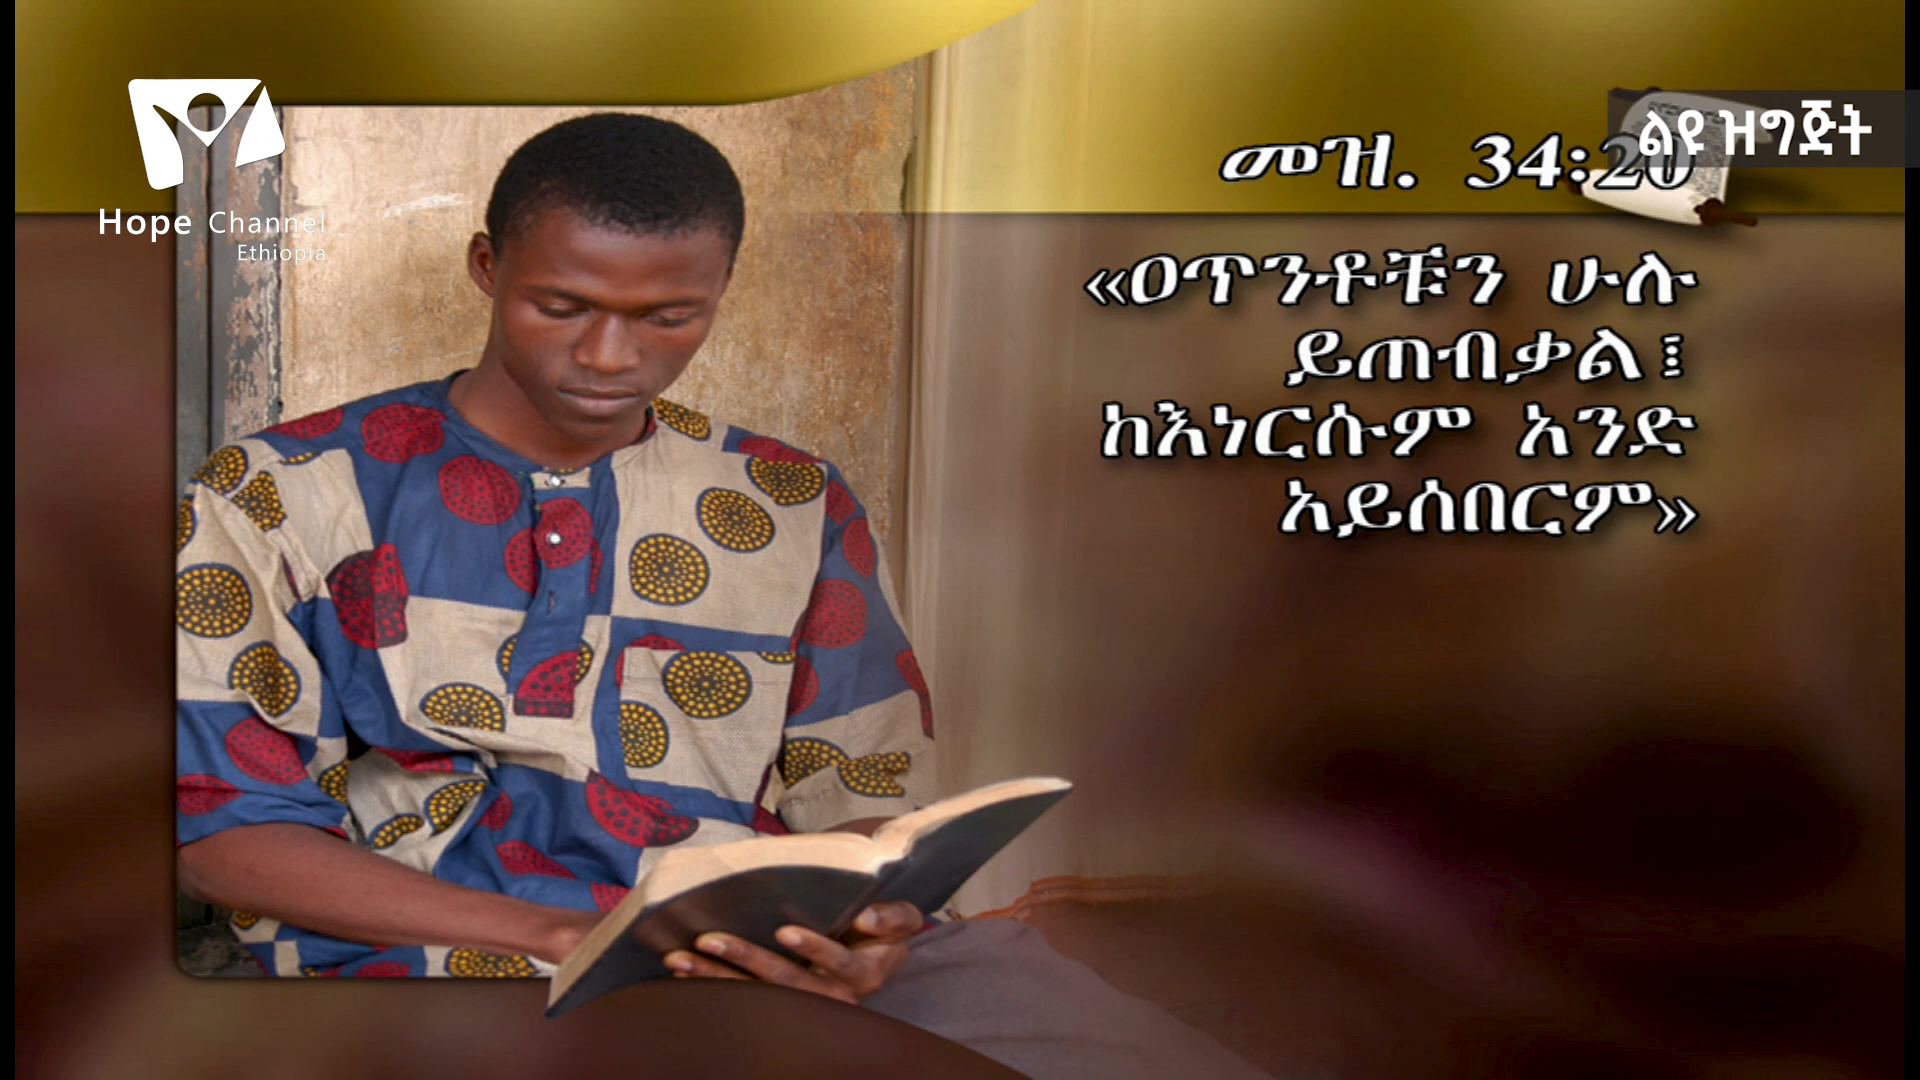 Hope Channel
Ethiopia
ልዩ ዝግጅት
መዝ. 34:20
«ዐጥንቶቹን ሁሉ
ይጠብቃል፤
ከእነርሱም አንድ
አይሰበርም»